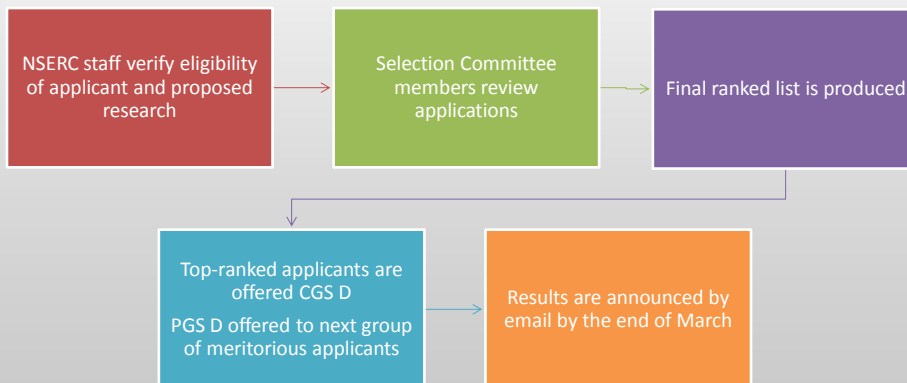 NSERC staff verify eligibility
of applicant and proposed
research
Selection Committee
members review
applications
Final ranked list is produced
Top-ranked applicants are
offered CGS D
PGS D offered to next group
of meritorious applicants
Results are announced by
email by the end of March